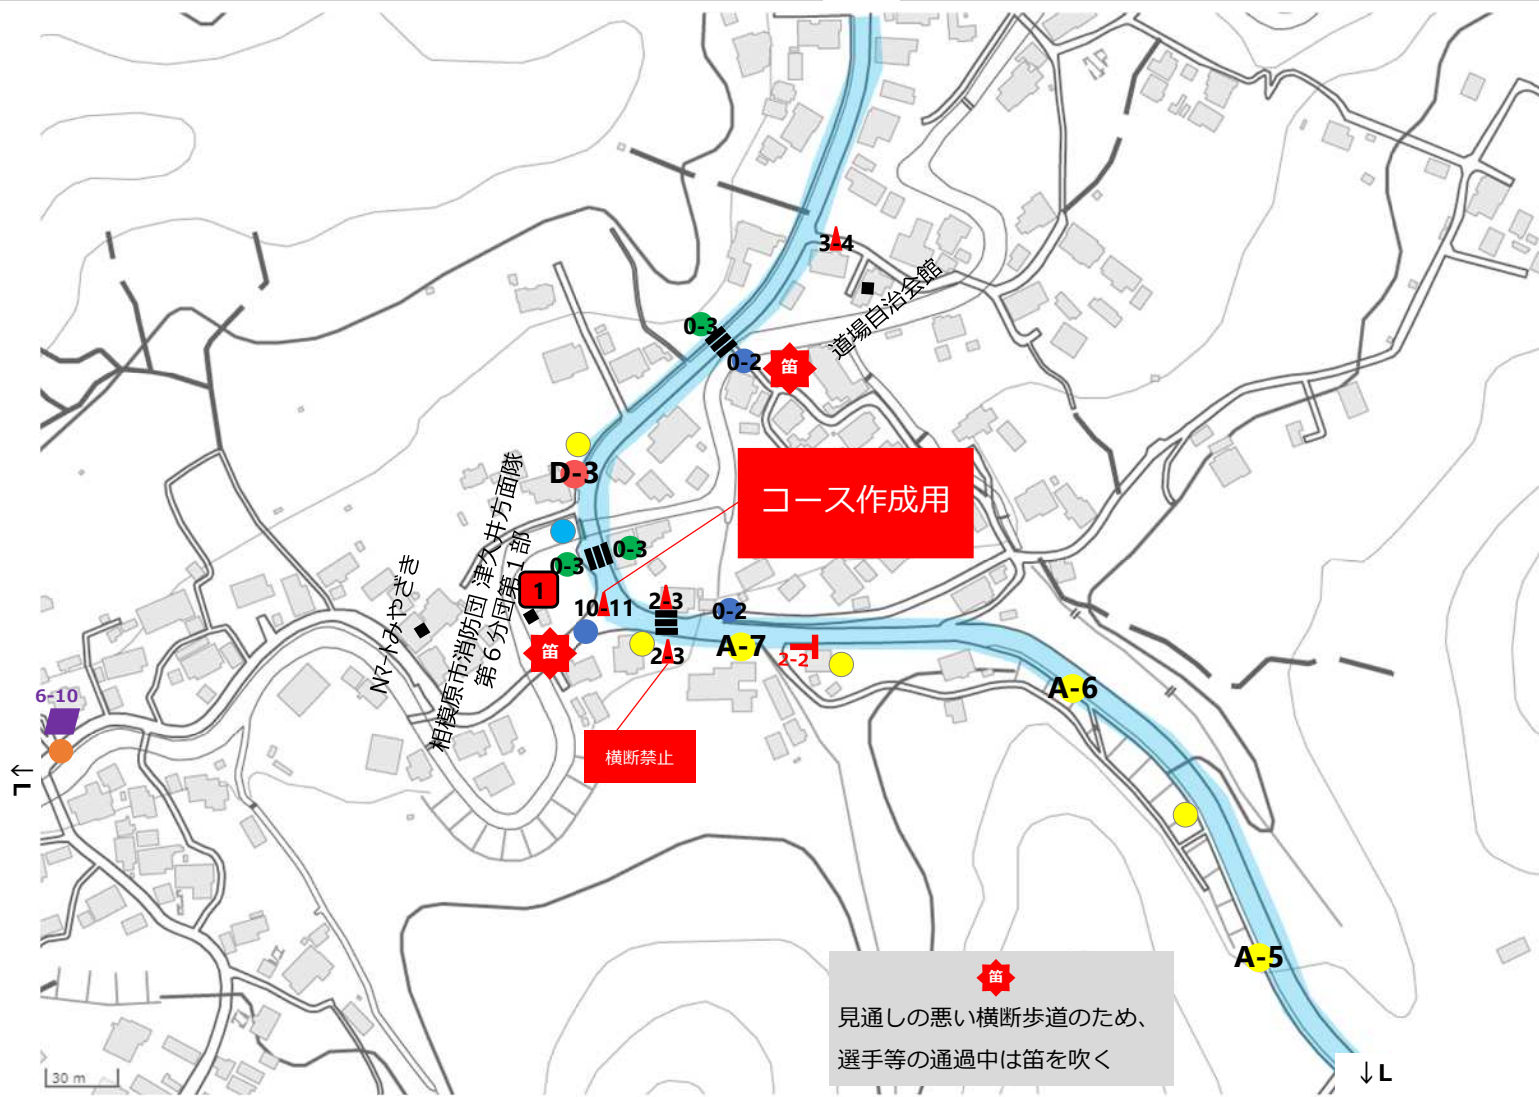 3-4
道場自治会館
0-3
0-2
笛
コース作成用
D-3
相模原市消防団 津久井方面隊
第６分団第１部
Nマートみやざき
0-3
0-3
1
10-11
2-3
0-2
笛
2-3
A-7
2-2
A-6
6-10
横断禁止
↓L
A-5
笛
見通しの悪い横断歩道のため、
選手等の通過中は笛を吹く
30 m
↓L